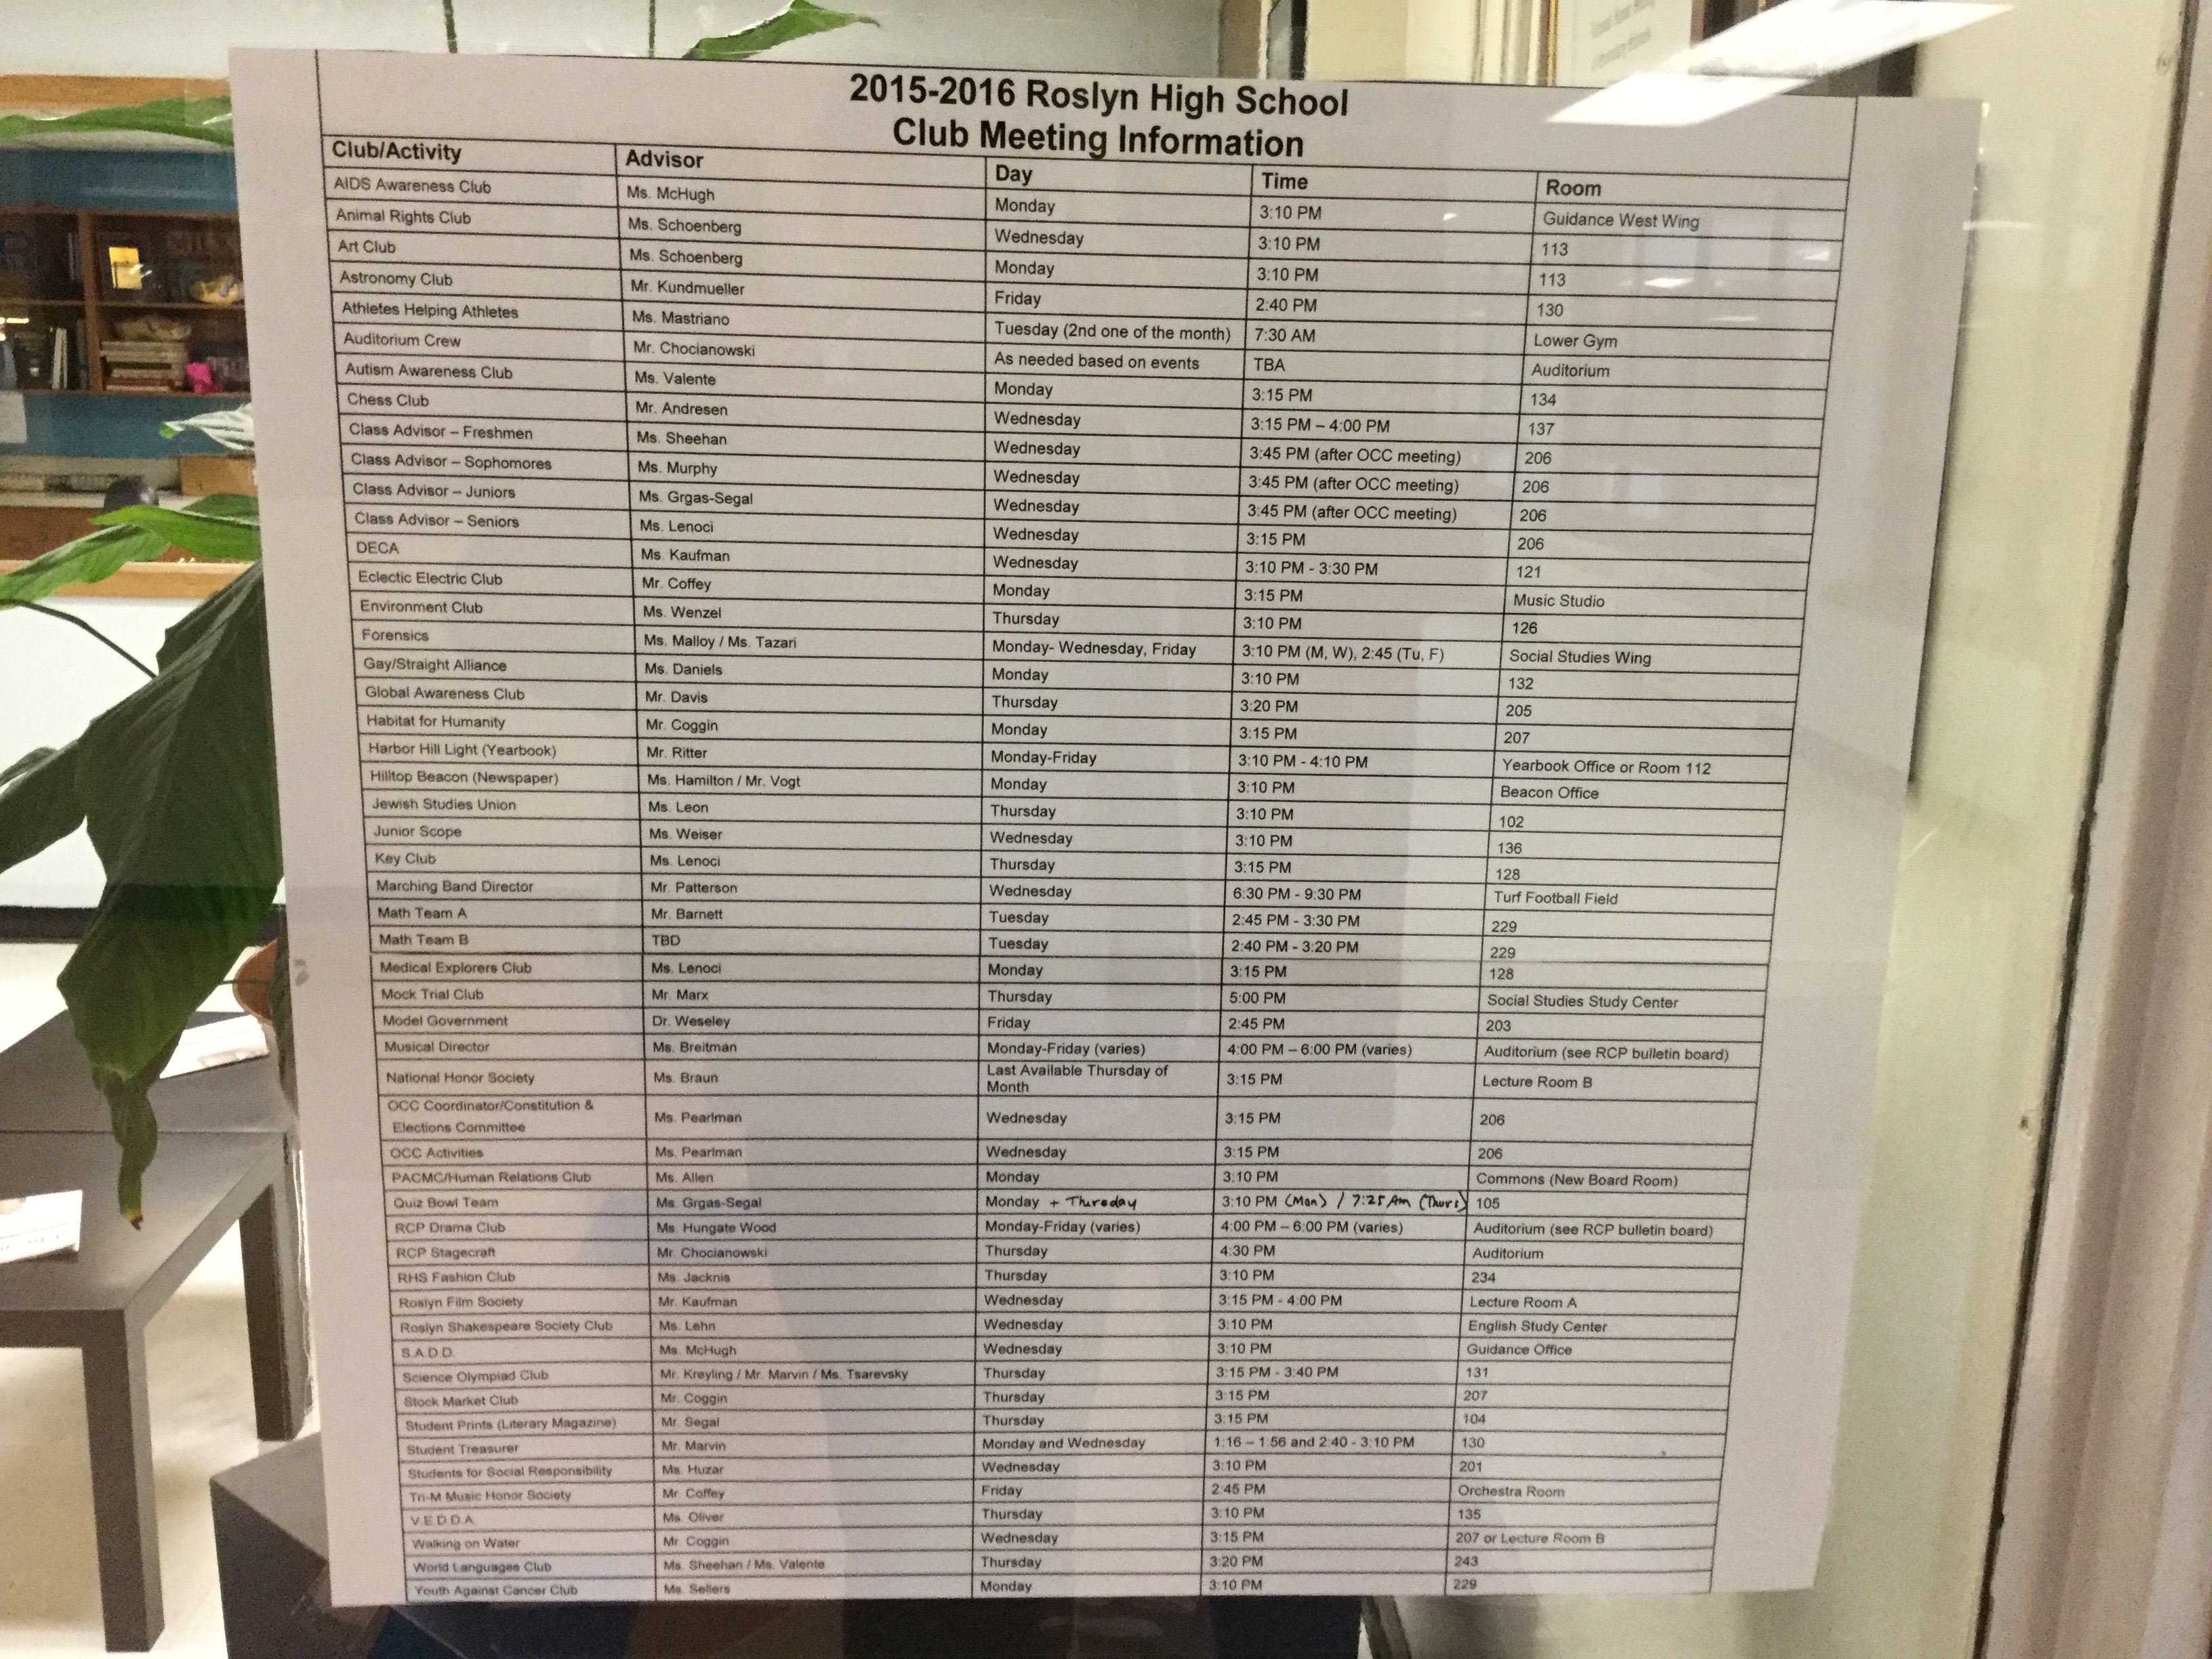 2015-2016 Roslyn High School
Club Meeting Information
Club/Activity Advisor Day Time Room
AIDS Awareness Club Ms. McHugh Monday 3:10 PM Guidance West Wing
Animal Rights Club Ms. Schoenberg Wednesday 3:10 PM 113
Art Club Ms. Schoenberg Monday 3:10 PM 113
Astronomy Club Mr. Kundmueller Friday 2:40 PM 130
Athletes Helping Athletes Ms. Mastriano Tuesday (2nd one of the month) 7:30 AM Lower Gym
Auditorium Crew Mr. Chocianowski As needed based on events TBA Auditorium
Autism Awareness Club Ms. Valente Monday 3:15 PM 134
Chess Club Mr. Andresen Wednesday 3:15 PM – 4:00 PM 137
Class Advisor – Freshmen Ms. Sheehan Wednesday 3:45 PM (after OCC meeting) 206
Class Advisor – Sophomores Ms. Murphy Wednesday 3:45 PM (after OCC meeting) 206
Class Advisor – Juniors Ms. Grgas-Segal Wednesday 3:45 PM (after OCC meeting) 206
Class Advisor – Seniors Ms. Lenoci Wednesday 3:15 PM 206
DECA Ms. Kaufman Wednesday 3:10 PM - 3:30 PM 121
Eclectic Electric Club Mr. Coffey Monday 3:15 PM Music Studio
Environment Club Ms. Wenzel Thursday 3:10 PM 126
Forensics Ms. Malloy / Ms. Tazari Monday- Wednesday, Friday 3:10 PM (M, W), 2:45 (Tu, F) Social Studies Wing
Gay/Straight Alliance Ms. Daniels Monday 3:10 PM 132
Global Awareness Club Mr. Davis Thursday 3:20 PM 205
Habitat for Humanity Mr. Coggin Monday 3:15 PM 207
Harbor Hill Light (Yearbook) Mr. Ritter Monday-Friday 3:10 PM - 4:10 PM Yearbook Office or Room 112
Hilltop Beacon (Newspaper) Ms. Hamilton / Mr. Vogt Monday 3:10 PM Beacon Office
Jewish Studies Union Ms. Leon Thursday 3:10 PM 102
Junior Scope Ms. Weiser Wednesday 3:10 PM 136
Key Club Ms. Lenoci Thursday 3:15 PM 128
Marching Band Director Mr. Patterson Wednesday 6:30 PM - 9:30 PM Turf Football Field
Math Team A Mr. Barnett Tuesday 2:45 PM - 3:30 PM 229
Math Team B TBD Tuesday 2:40 PM - 3:20 PM 229
Medical Explorers Club Ms. Lenoci Monday 3:15 PM 128
Mock Trial Club Mr. Marx Thursday 5:00 PM Social Studies Study Center
Model Government Dr. Weseley Friday 2:45 PM 203
Musical Director Ms. Breitman Monday-Friday (varies) 4:00 PM – 6:00 PM (varies) Auditorium (see RCP bulletin board)
National Honor Society Ms. Braun Last Available Thursday of Month 3:15 PM Lecture Room B
OCC Coordinator/Constitution & Elections Committee Ms. Pearlman Wednesday 3:15 PM 206
OCC Activities Ms. Pearlman Wednesday 3:15 PM 206
PACMC/Human Relations Club Ms. Allen Monday 3:10 PM Commons (New Board Room)
Quiz Bowl Team Ms. Grgas-Segal Monday + Thursday 3:10 PM (Mon) / 7:25 Am (Thurs) 105
RCP Drama Club Ms. Hungate Wood Monday-Friday (varies) 4:00 PM – 6:00 PM (varies) Auditorium (see RCP bulletin board)
RCP Stagecraft Mr. Chocianowski Thursday 4:30 PM Auditorium
RHS Fashion Club Ms. Jacknis Thursday 3:10 PM 234
Roslyn Film Society Mr. Kaufman Wednesday 3:15 PM - 4:00 PM Lecture Room A
Roslyn Shakespeare Society Club Ms. Lehn Wednesday 3:10 PM English Study Center
S.A.D.D. Ms. McHugh Wednesday 3:10 PM Guidance Office
Science Olympiad Club Mr. Kreyling / Mr. Marvin / Ms. Tsarevsky Thursday 3:15 PM - 3:40 PM 131
Stock Market Club Mr. Coggin Thursday 3:15 PM 207
Student Prints (Literary Magazine) Mr. Segal Thursday 3:15 PM 104
Student Treasurer Mr. Marvin Monday and Wednesday 1:16 – 1:56 and 2:40 - 3:10 PM 130
Students for Social Responsibility Ms. Huzar Wednesday 3:10 PM 201
Tri-M Music Honor Society Mr. Coffey Friday 2:45 PM Orchestra Room
V.E.D.D.A. Ms. Oliver Thursday 3:10 PM 135
Walking on Water Mr. Coggin Wednesday 3:15 PM 207 or Lecture Room B
World Languages Club Ms. Sheehan / Ms. Valente Thursday 3:20 PM 243
Youth Against Cancer Club Ms. Sellers Monday 3:10 PM 229